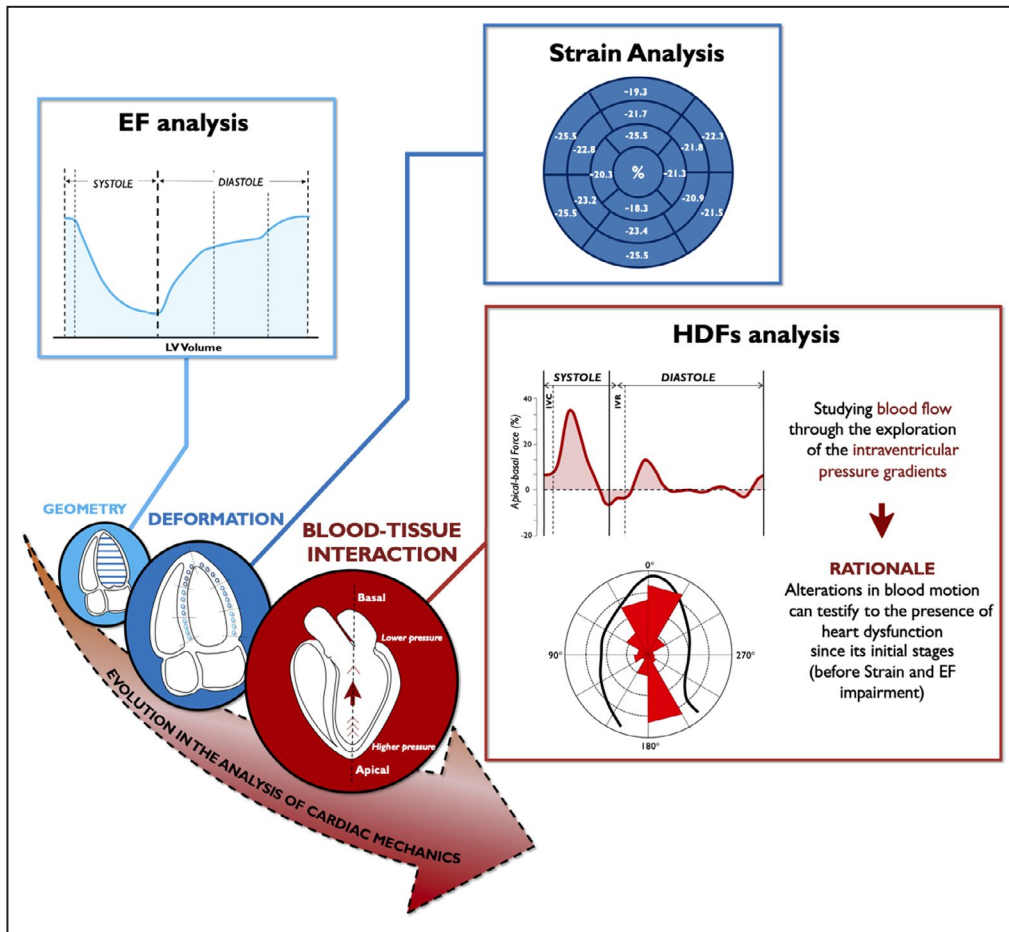 Strain Analysis
-19.3
-21.7
-25.5
-25.5
-22.3
-22.8
-21.8
-20.3
%
-21.3
-23.2
-20.9
-25.5
-18.3
-21.5
-23.4
-25.5
EF analysis
SYSTOLE
DIASTOLE
LV Volume
HDFs analysis
SYSTOLE
DIASTOLE
IVC
IVR
Apical-basal Force (%)
40
20
0
-20
Studying blood flow
through the exploration
of the intraventricular
pressure gradients
RATIONALE
Alterations in blood motion
can testify to the presence of
heart dysfunction
since its initial stages
(before Strain and EF
impairment)
0°
90°
270°
180°
GEOMETRY
DEFORMATION
BLOOD-TISSUE
INTERACTION
Basal
Lower pressure
Higher pressure
Apical
EVOLUTION IN THE ANALYSIS OF CARDIAC MECHANICS